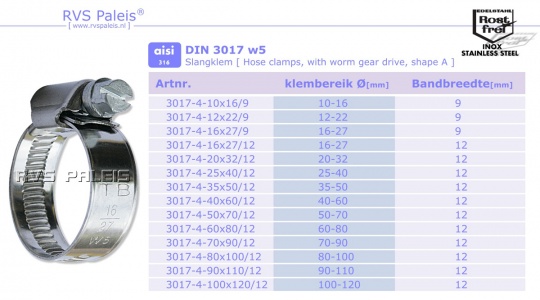 RVS Paleis®
[ www.rvspaleis.nl ]
aisi
316
DIN 3017 w5
Slangklem [ Hose clamps, with worm gear drive, shape A ]
EDELSTAHL
Rost
frei
INOX
STAINLESS STEEL
Artnr. klembereik Ø[mm] Bandbreedte[mm]
3017-4-10x16/9 10-16 9
3017-4-12x22/9 12-22 9
3017-4-16x27/9 16-27 9
3017-4-16x27/12 16-27 12
3017-4-20x32/12 20-32 12
3017-4-25x40/12 25-40 12
3017-4-35x50/12 35-50 12
3017-4-40x60/12 40-60 12
3017-4-50x70/12 50-70 12
3017-4-60x80/12 60-80 12
3017-4-70x90/12 70-90 12
3017-4-80x100/12 80-100 12
3017-4-90x110/12 90-110 12
3017-4-100x120/12 100-120 12
RVS PALEIS
TB
16
27
W5